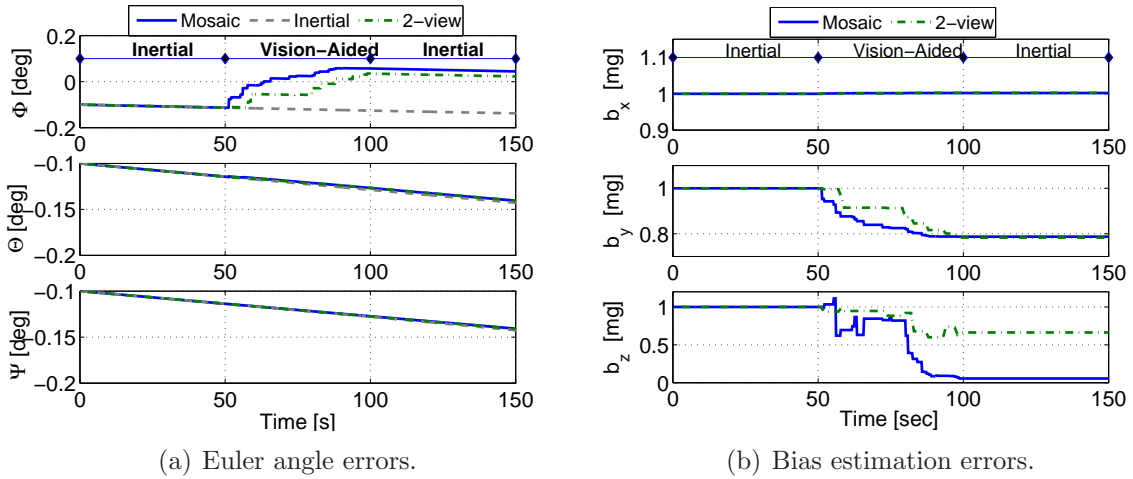 Mosaic Inertial 2-view
Inertial Vision-Aided Inertial
0.2
0
-0.2
Φ [deg]
0 50 100 150
-0.1
-0.15
-0.2
Θ [deg]
0 50 100 150
-0.1
-0.15
-0.2
Ψ [deg]
0 50 100 150
Time [s]
(a) Euler angle errors.
Mosaic 2-view
Inertial Vision-Aided Inertial
1.1
1
0.9
b_x [mg]
0 50 100 150
1
0.8
b_y [mg]
0 50 100 150
1
0.5
0
b_z [mg]
0 50 100 150
Time [sec]
(b) Bias estimation errors.